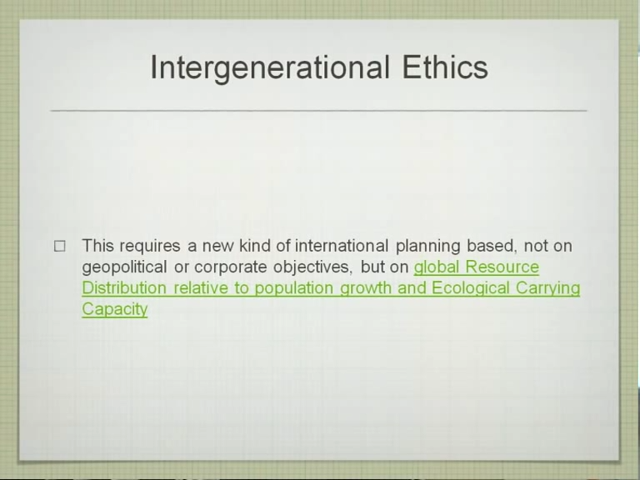 Intergenerational Ethics
This requires a new kind of international planning based, not on
geopolitical or corporate objectives, but on global Resource
Distribution relative to population growth and Ecological Carrying
Capacity